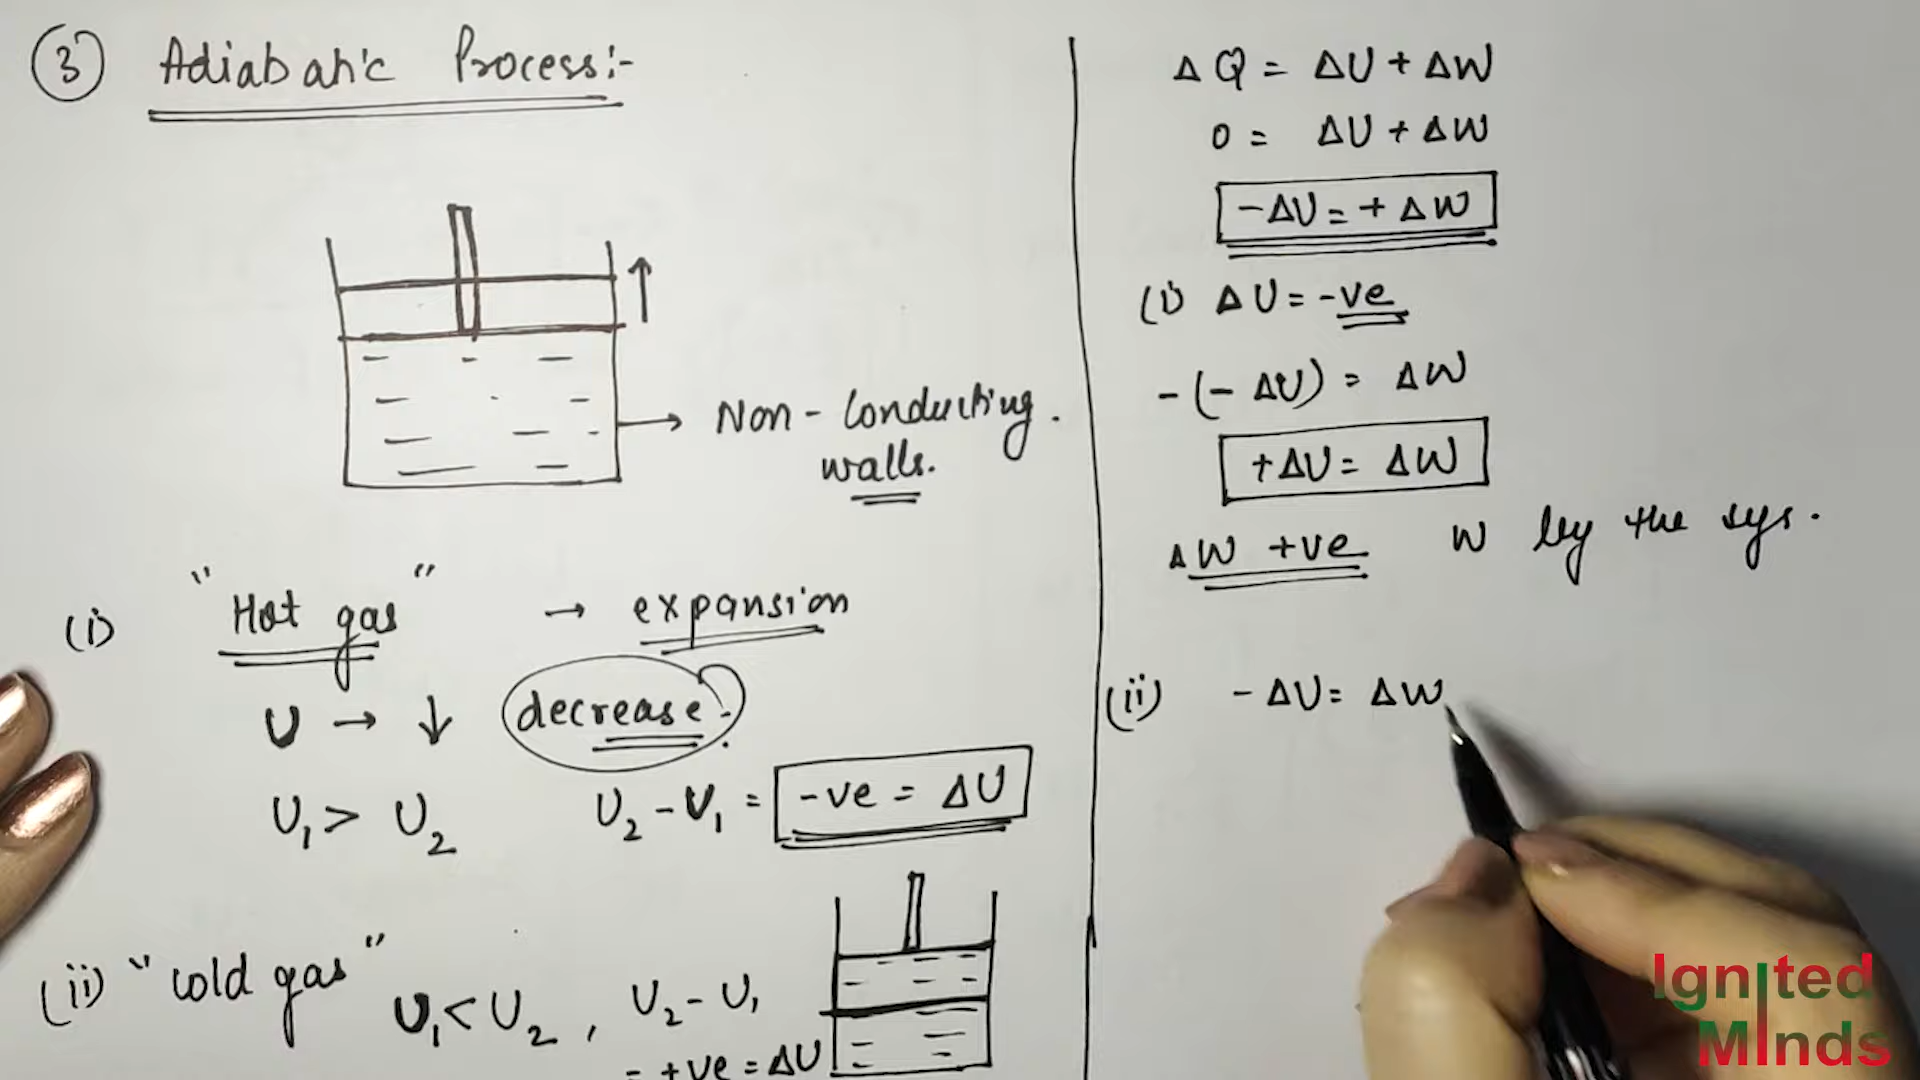 ③ Adiabatic Process:-
Non-Conducting.
walls.
(i) "Hot gas" → expansion
U → ↓ decrease.
U₁ > U₂ U₂ - U₁ = -ve = ΔU
(ii) "cold gas" U₁ < U₂ , U₂ - U₁
= +ve = ΔU
ΔQ = ΔU + ΔW
0 = ΔU + ΔW
-ΔU = + ΔW
(i) ΔU = -ve
-(- ΔU) = ΔW
+ΔU = ΔW
ΔW +ve W by the sys.
(ii) -ΔU = ΔW
Ignited
Minds